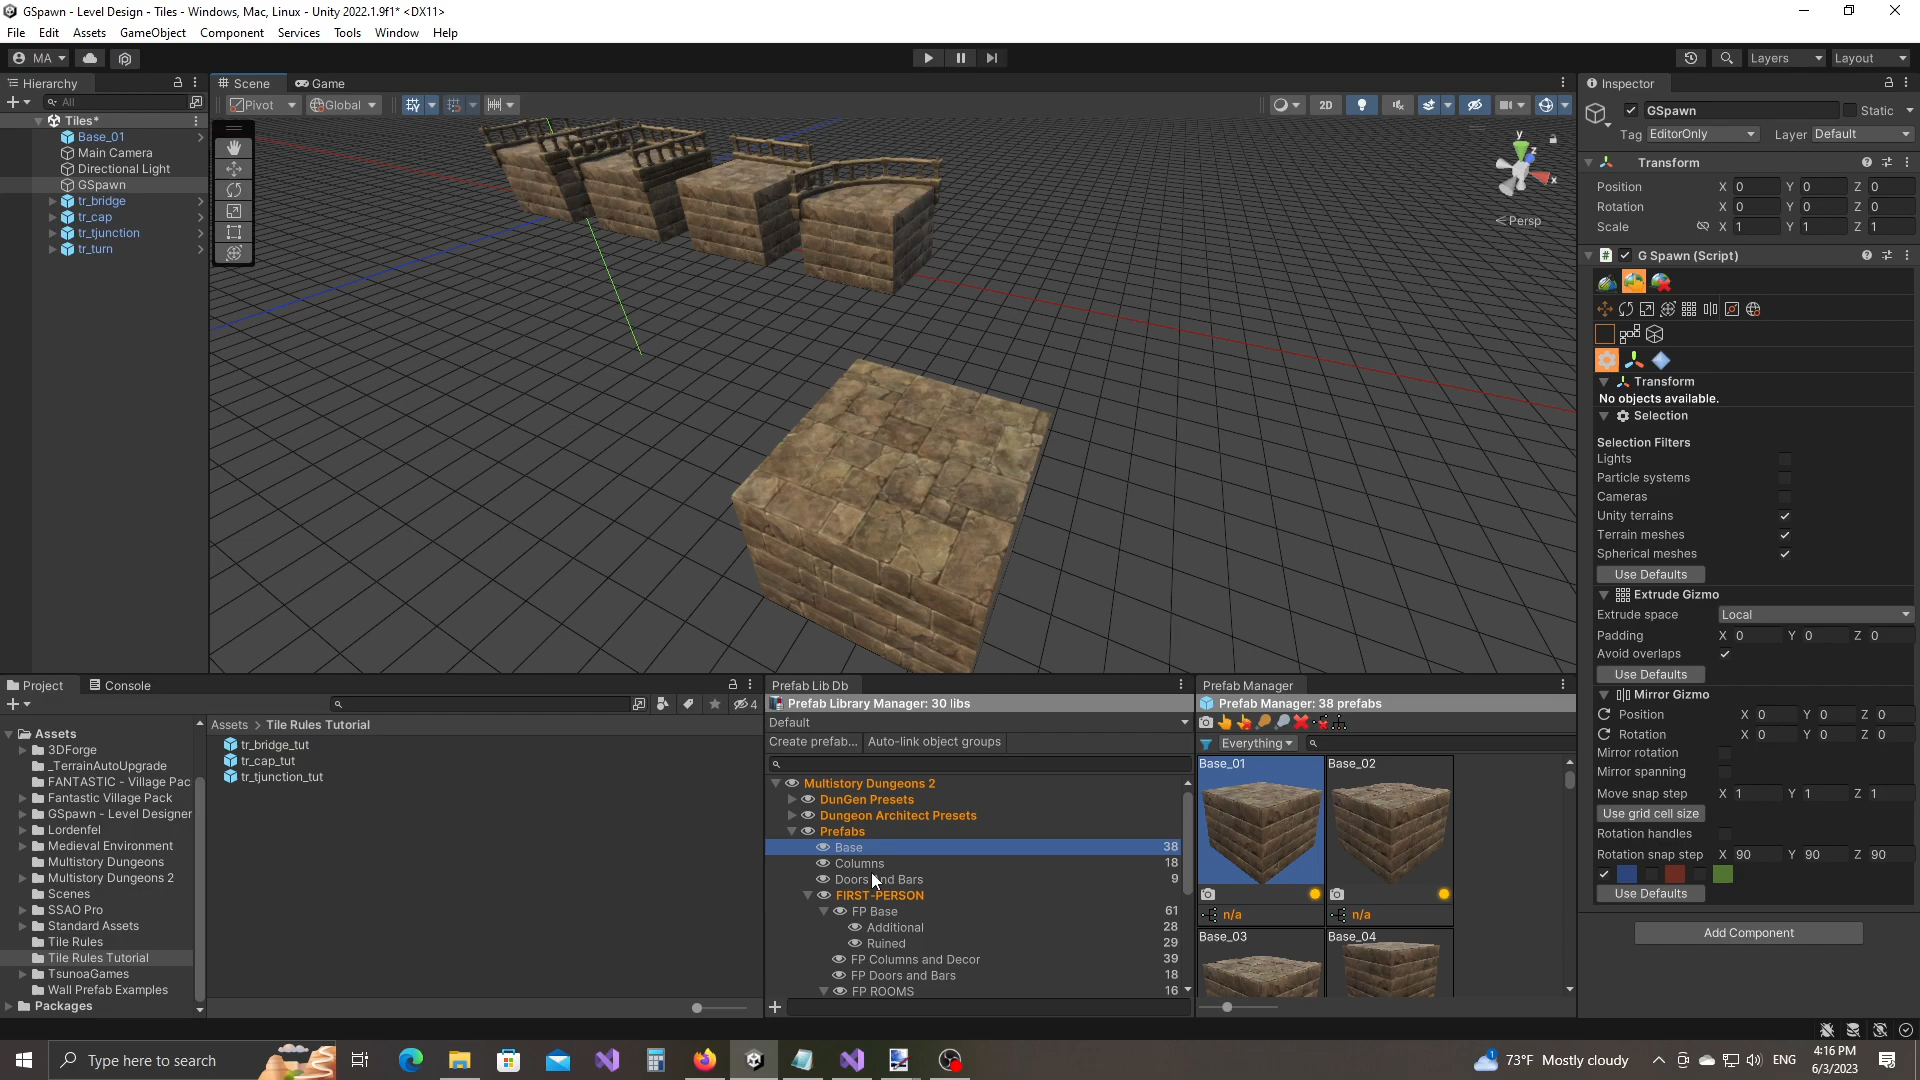 GSpawn - Level Design - Tiles - Windows, Mac, Linux - Unity 2022.1.9f1* <DX11>
File Edit Assets GameObject Component Services Tools Window Help
MA
Layers
Layout
Hierarchy
All
Tiles*
Base_01
Main Camera
Directional Light
GSpawn
tr_bridge
tr_cap
tr_tjunction
tr_turn
Scene
Game
Pivot
Global
2D
y
z
x
Persp
Inspector
GSpawn
Static
Tag EditorOnly
Layer Default
Transform
Position X 0 Y 0 Z 0
Rotation X 0 Y 0 Z 0
Scale X 1 Y 1 Z 1
G Spawn (Script)
Transform
No objects available.
Selection
Selection Filters
Lights
Particle systems
Cameras
Unity terrains
Terrain meshes
Spherical meshes
Use Defaults
Extrude Gizmo
Extrude space Local
Padding X 0 Y 0 Z 0
Avoid overlaps
Use Defaults
Mirror Gizmo
Position X 0 Y 0 Z 0
Rotation X 0 Y 0 Z 0
Mirror rotation
Mirror spanning
Move snap step X 1 Y 1 Z 1
Use grid cell size
Rotation handles
Rotation snap step X 90 Y 90 Z 90
Use Defaults
Add Component
Project
Console
4
Assets
3DForge
_TerrainAutoUpgrade
FANTASTIC - Village Pac
Fantastic Village Pack
GSpawn - Level Designer
Lordenfel
Medieval Environment
Multistory Dungeons
Multistory Dungeons 2
Scenes
SSAO Pro
Standard Assets
Tile Rules
Tile Rules Tutorial
TsunoaGames
Wall Prefab Examples
Packages
Assets > Tile Rules Tutorial
tr_bridge_tut
tr_cap_tut
tr_tjunction_tut
Prefab Lib Db
Prefab Library Manager: 30 libs
Default
Create prefab... Auto-link object groups
Multistory Dungeons 2
DunGen Presets
Dungeon Architect Presets
Prefabs
Base 38
Columns 18
Doors and Bars 9
FIRST-PERSON
FP Base 61
Additional 28
Ruined 29
FP Columns and Decor 39
FP Doors and Bars 18
FP ROOMS 16
Prefab Manager
Prefab Manager: 38 prefabs
Everything
Base_01
Base_02
n/a
n/a
Base_03
Base_04
Type here to search
1
73°F Mostly cloudy
ENG
4:16 PM
6/3/2023